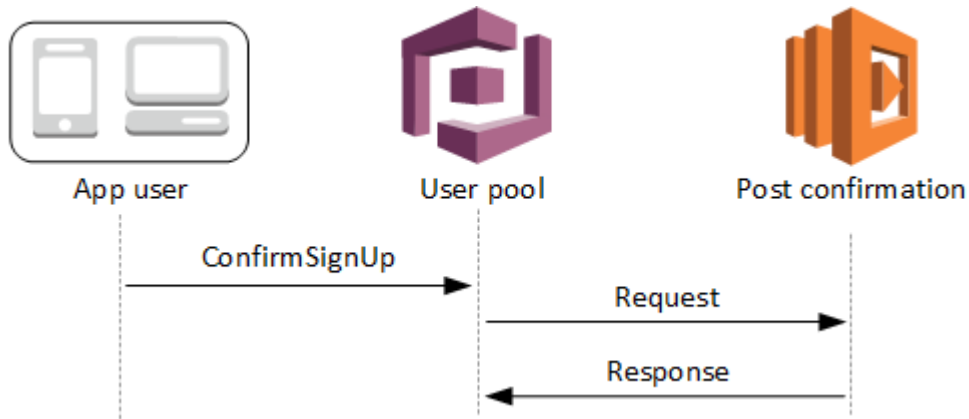 App user
User pool
Post confirmation
ConfirmSignUp
Request
Response